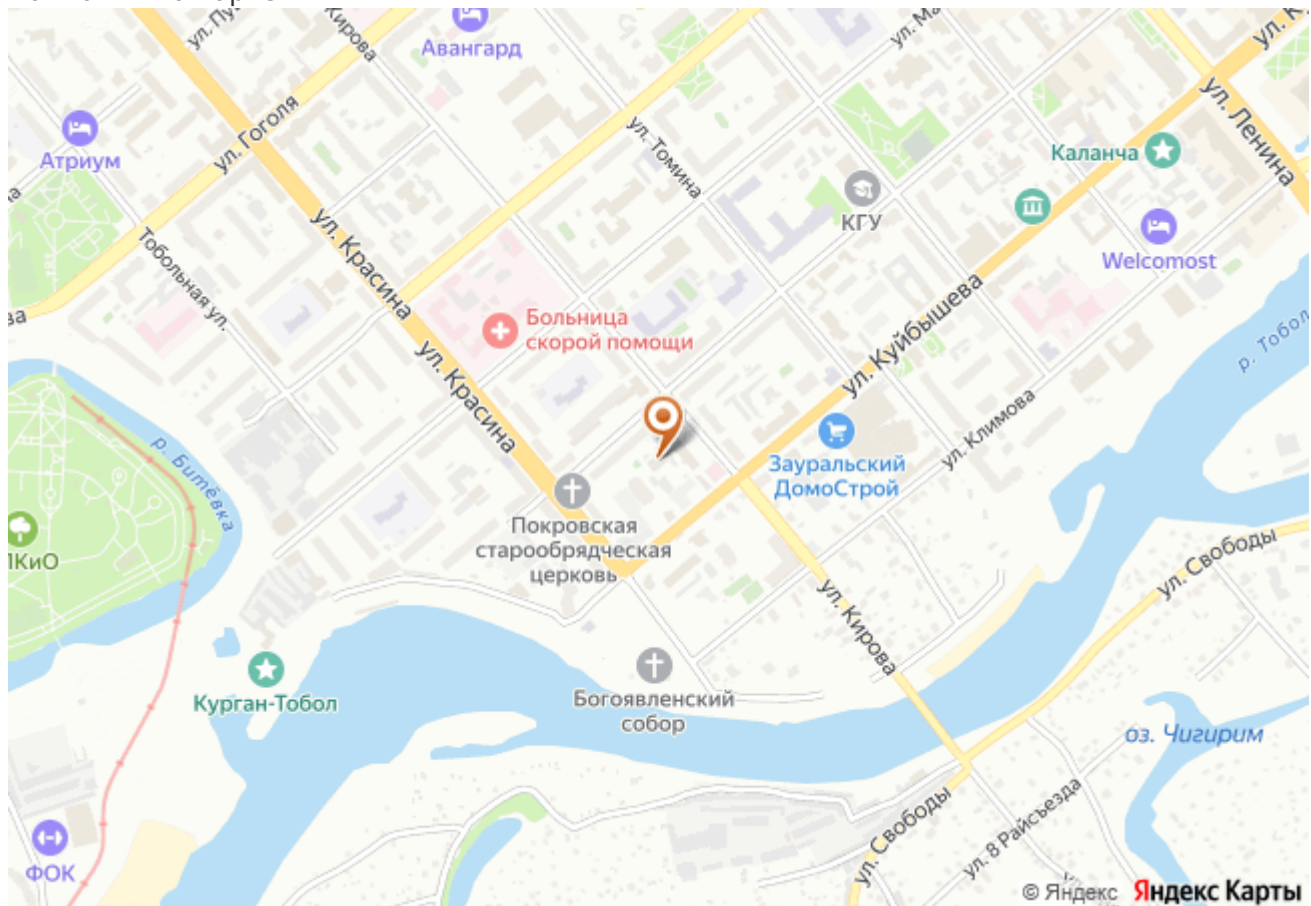 ул. Пу
Кирова
Авангард
ул. Ма
ул. К
ул. Гоголя
Атриум
ул. Томина
ул. Ленина
Каланча
КГУ
Welcomost
Тобольная ул.
ул. Красина
ва
Больница
скорой помощи
ул. Куйбышева
р. Тобол
ул. Красина
ул. Климова
р. Битёвка
Зауральский
ДомоСтрой
Покровская
старообрядческая
церковь
КиО
ул. Свободы
ул. Кирова
Курган-Тобол
Богоявленский
собор
оз. Чигирим
ул. Свободы
ул. 8 Райсъезда
ФОК
© Яндекс Яндекс Карты